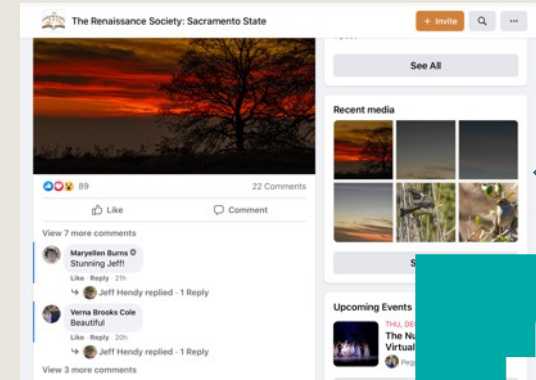 The Renaissance Society: Sacramento State
+ Invite
89
22 Comments
Like
Comment
View 7 more comments
Maryellen Burns
Stunning Jeff!
Like · Reply · 21h
Jeff Hendy replied · 1 Reply
Verna Brooks Cole
Beautiful
Like · Reply · 20h
Jeff Hendy replied · 1 Reply
View 3 more comments
See All
Recent media
S
Upcoming Events
THU, DE
The Nu
Virtual
Peg